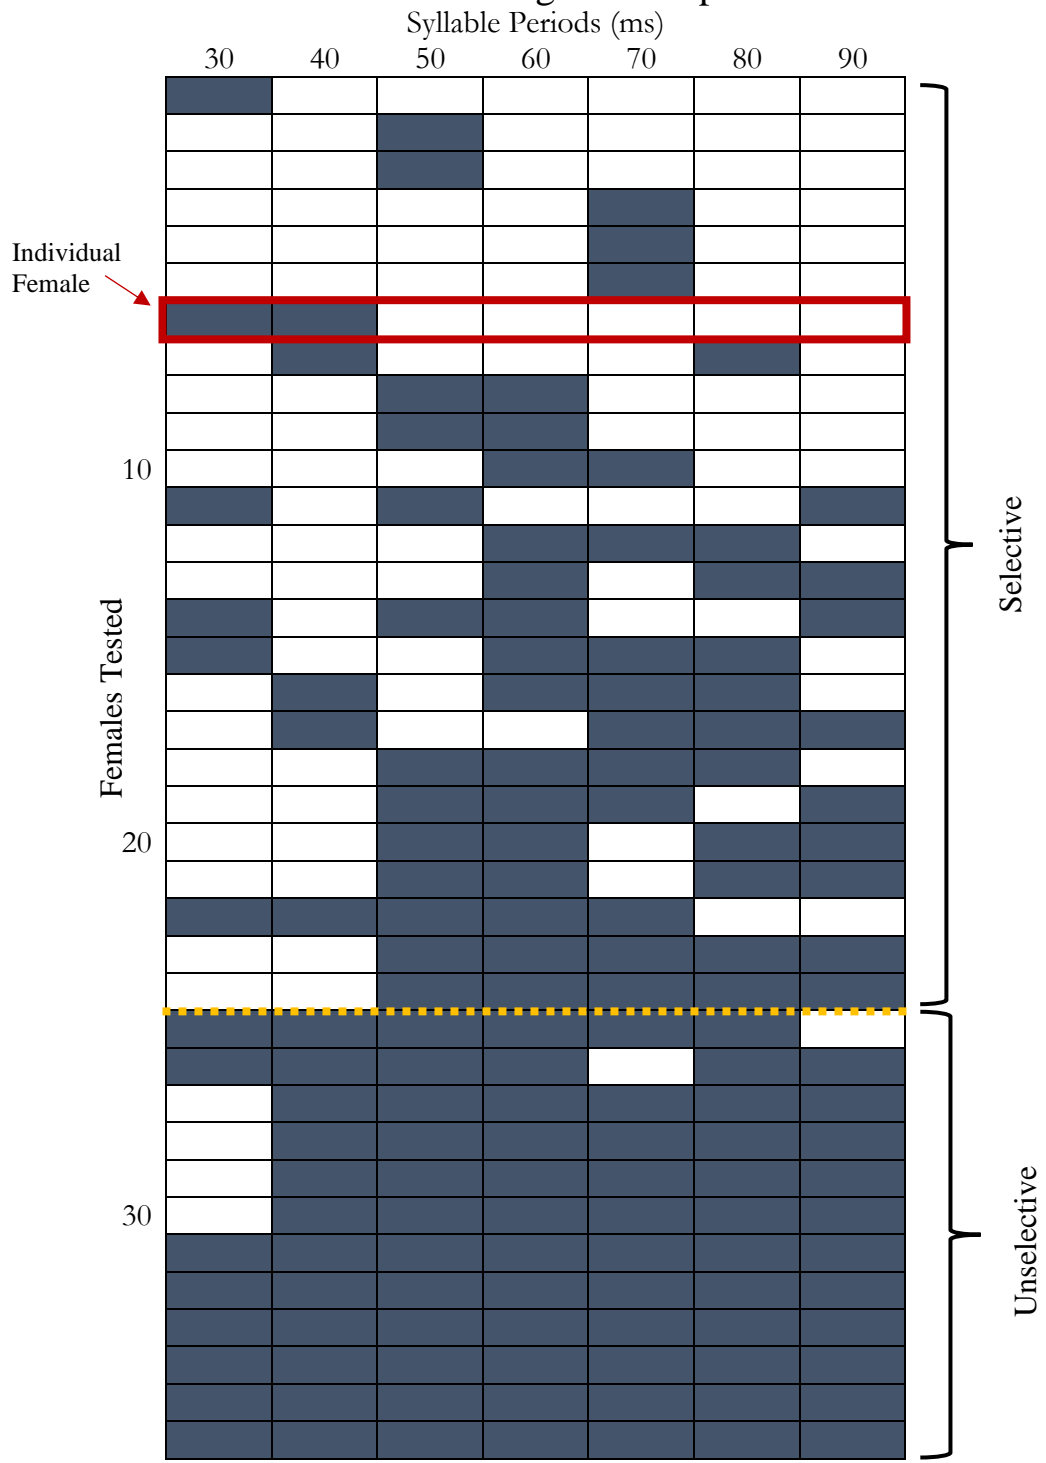 Syllable Periods (ms)
30 40 50 60 70 80 90
Individual
Female
10
Females Tested
20
30
Selective
Unselective